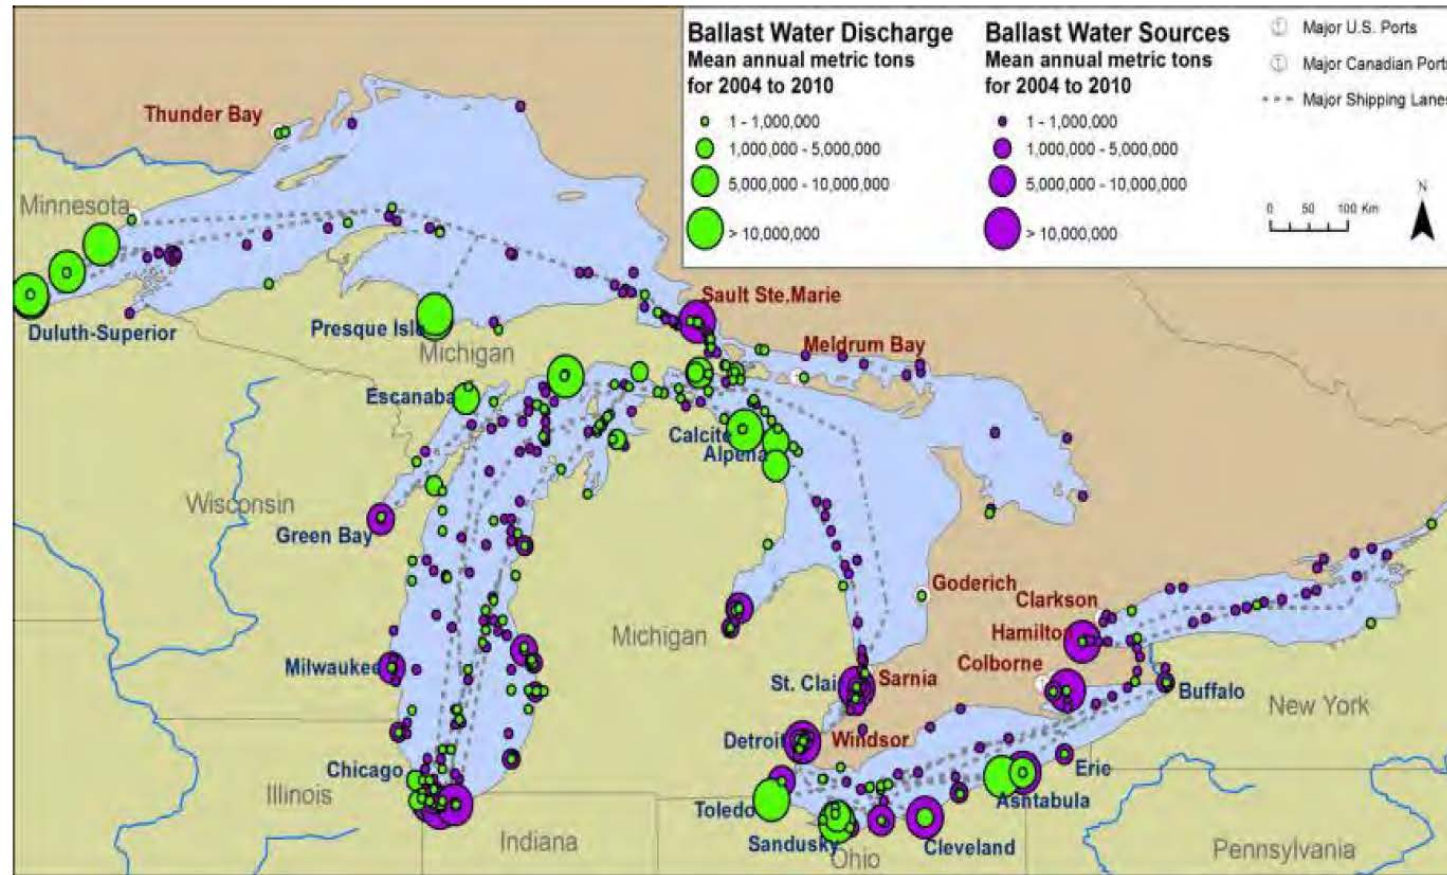 Ballast Water Discharge
Mean annual metric tons
for 2004 to 2010
1 - 1,000,000
1,000,000 - 5,000,000
5,000,000 - 10,000,000
> 10,000,000
Ballast Water Sources
Mean annual metric tons
for 2004 to 2010
1 - 1,000,000
1,000,000 - 5,000,000
5,000,000 - 10,000,000
> 10,000,000
Major U.S. Ports
Major Canadian Ports
Major Shipping Lanes
N
0 50 100 Km
Thunder Bay
Minnesota
Duluth-Superior
Presque Isle
Michigan
Sault Ste.Marie
Meldrum Bay
Escanaba
Calcite
Alpena
Wisconsin
Green Bay
Goderich
Clarkson
Hamilto
Michigan
Colborne
Milwaukee
St. Clai
Sarnia
Buffalo
New York
Detroit
Windsor
Chicago
Erie
Illinois
Toledo
Ashtabula
Sandusky
Cleveland
Indiana
Ohio
Pennsylvania